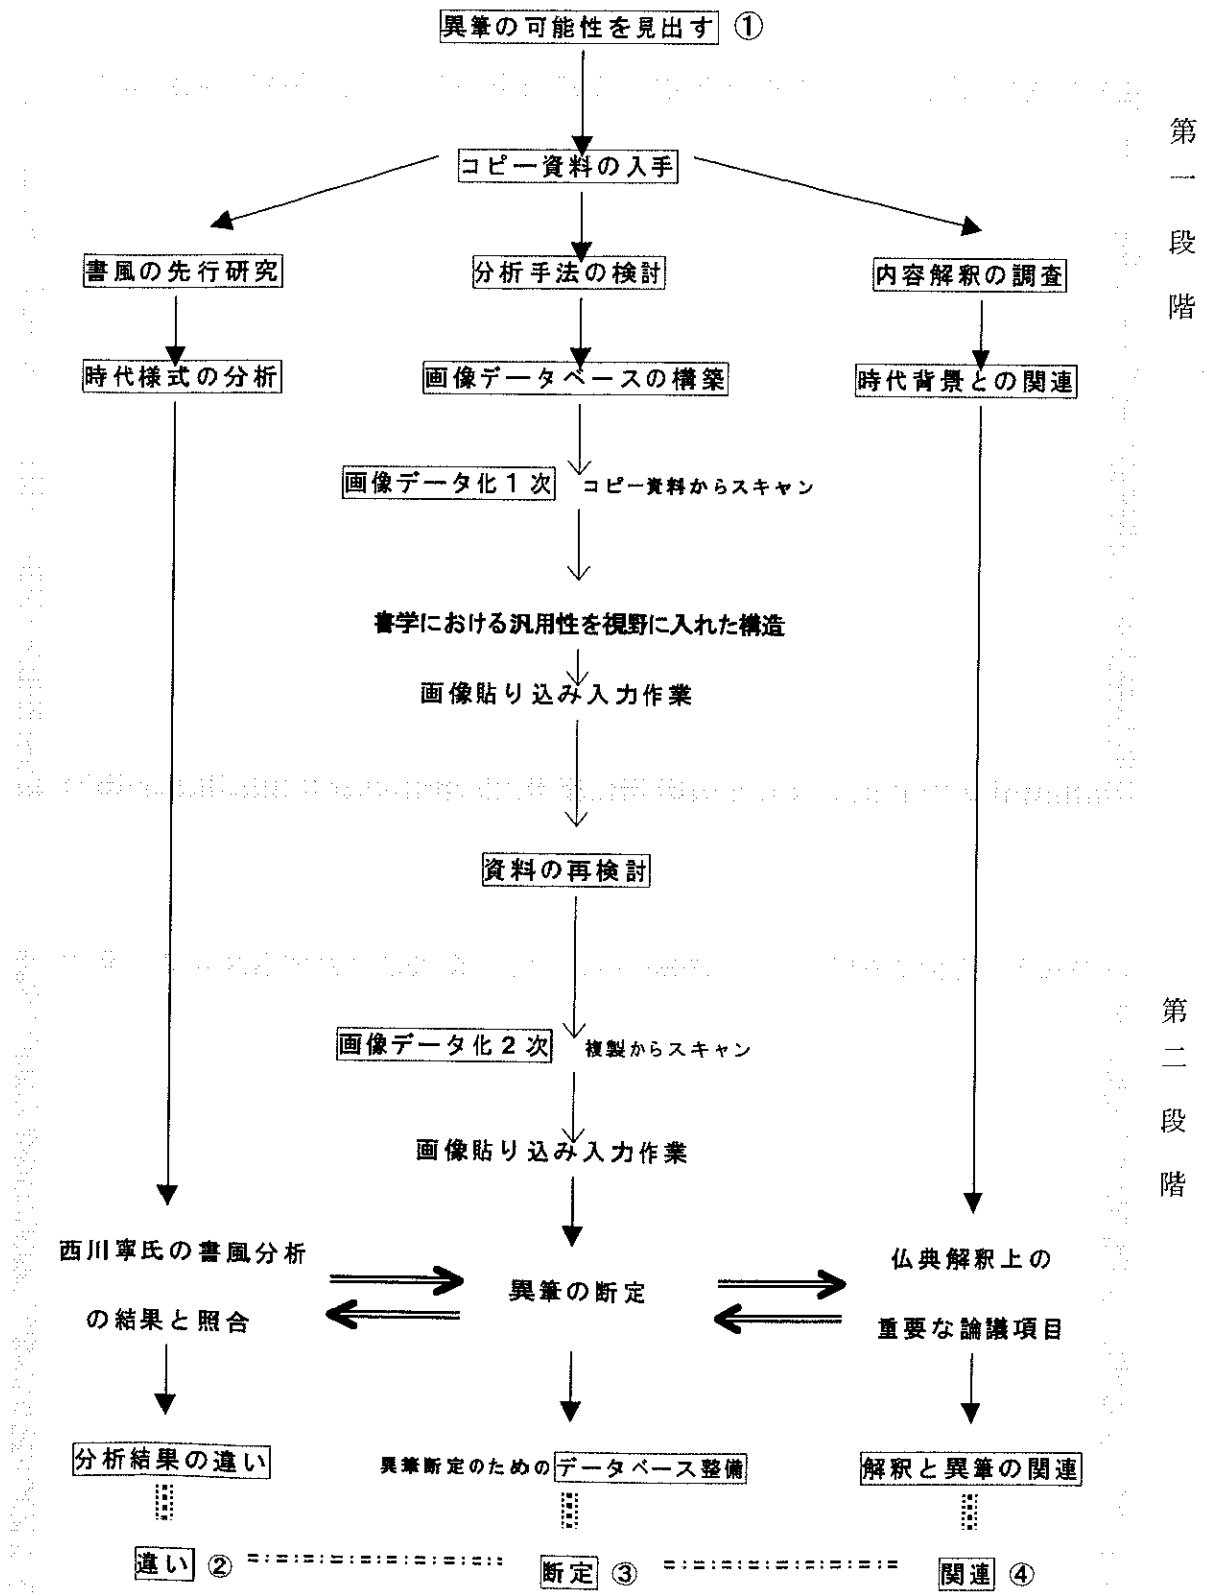 異筆の可能性を見出す ①
第一段階
コピー資料の入手
書風の先行研究
分析手法の検討
内容解釈の調査
時代様式の分析
画像データベースの構築
時代背景との関連
画像データ化1次 コピー資料からスキャン
書学における汎用性を視野に入れた構造
画像貼り込み入力作業
資料の再検討
第二段階
画像データ化2次 複製からスキャン
画像貼り込み入力作業
西川寧氏の書風分析
の結果と照合
異筆の断定
仏典解釈上の
重要な論議項目
分析結果の違い
異筆断定のためのデータベース整備
解釈と異筆の関連
違い ②
断定 ③
関連 ④